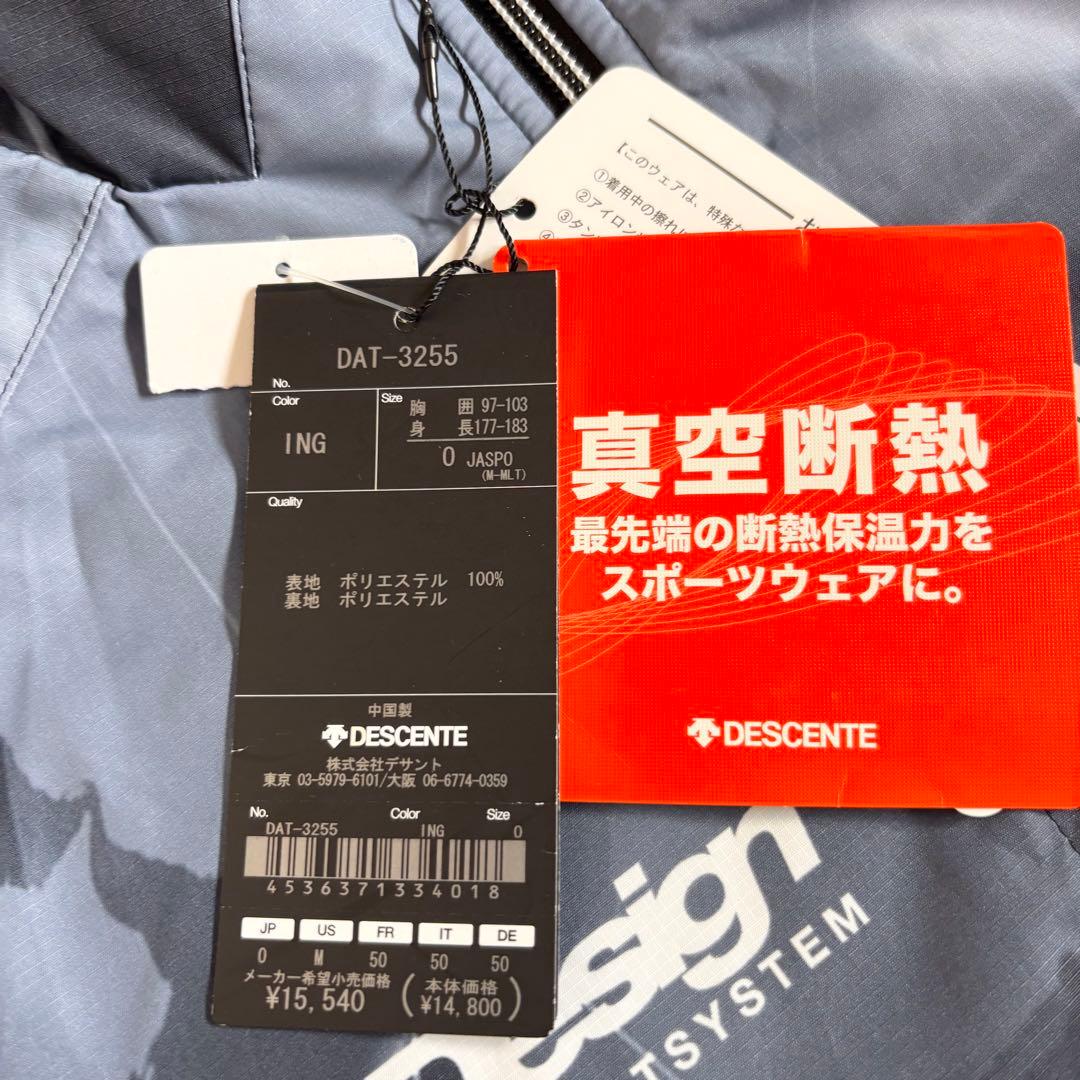 【このウェアは、特殊な
①着用中の擦れ
②アイロン
③タン
DAT-3255
No.
Color
ING
Size
胸 囲 97-103
身 長177-183
O JASPO
(M-MLT)
Quality
表地 ポリエステル 100%
裏地 ポリエステル
中国製
DESCENTE
株式会社デサント
東京 03-5979-6101/大阪 06-6774-0359
No. Color Size
DAT-3255 ING O
4536371334018
JP US FR IT DE
O M 50 50 50
メーカー希望小売価格
¥15,540
(本体価格
¥14,800)
真空断熱
最先端の断熱保温力を
スポーツウェアに。
DESCENTE
esign
TSYSTEM